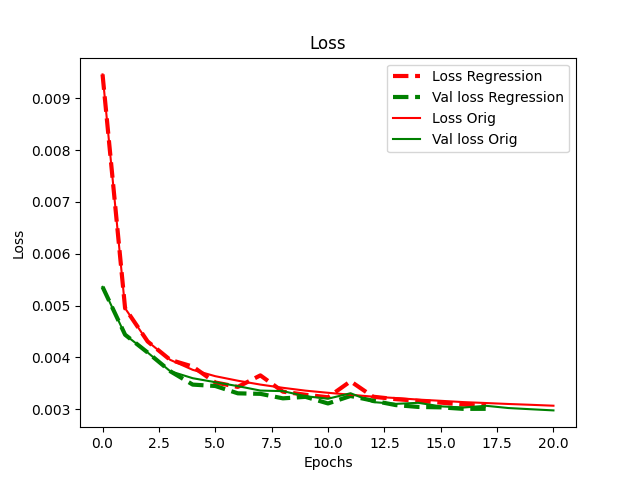 Loss
Loss Regression
Val loss Regression
Loss Orig
Val loss Orig
Loss
0.009
0.008
0.007
0.006
0.005
0.004
0.003
0.0 2.5 5.0 7.5 10.0 12.5 15.0 17.5 20.0
Epochs